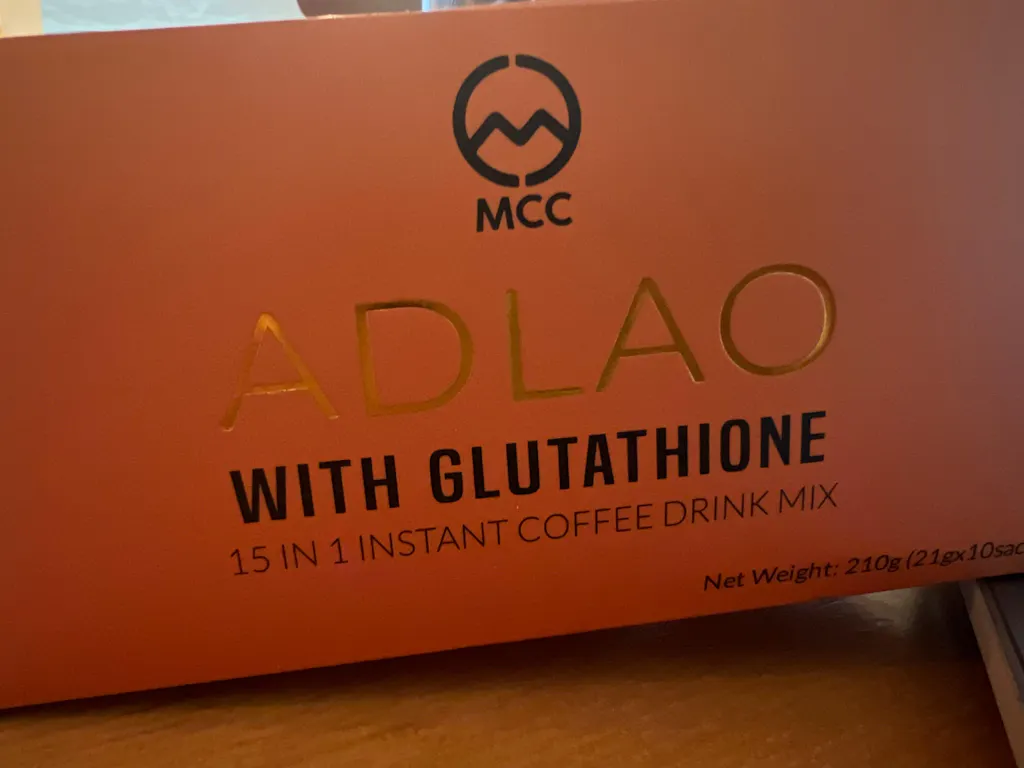 MCC
ADLAO
WITH GLUTATHIONE
15 IN 1 INSTANT COFFEE DRINK MIX
Net Weight: 210g (21gx10sac